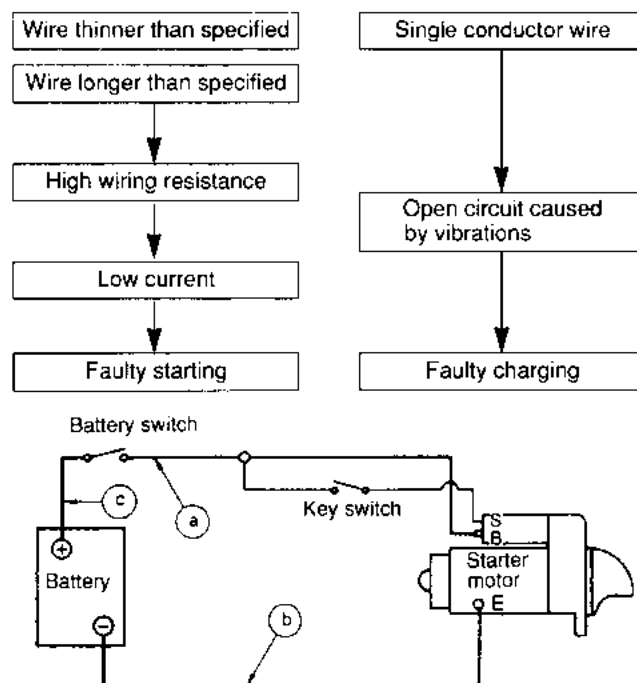 Wire thinner than specified
Wire longer than specified
High wiring resistance
Low current
Faulty starting
Single conductor wire
Open circuit caused
by vibrations
Faulty charging
Battery switch
c
a
Key switch
S
B
Starter
motor
E
+
Battery
−
b